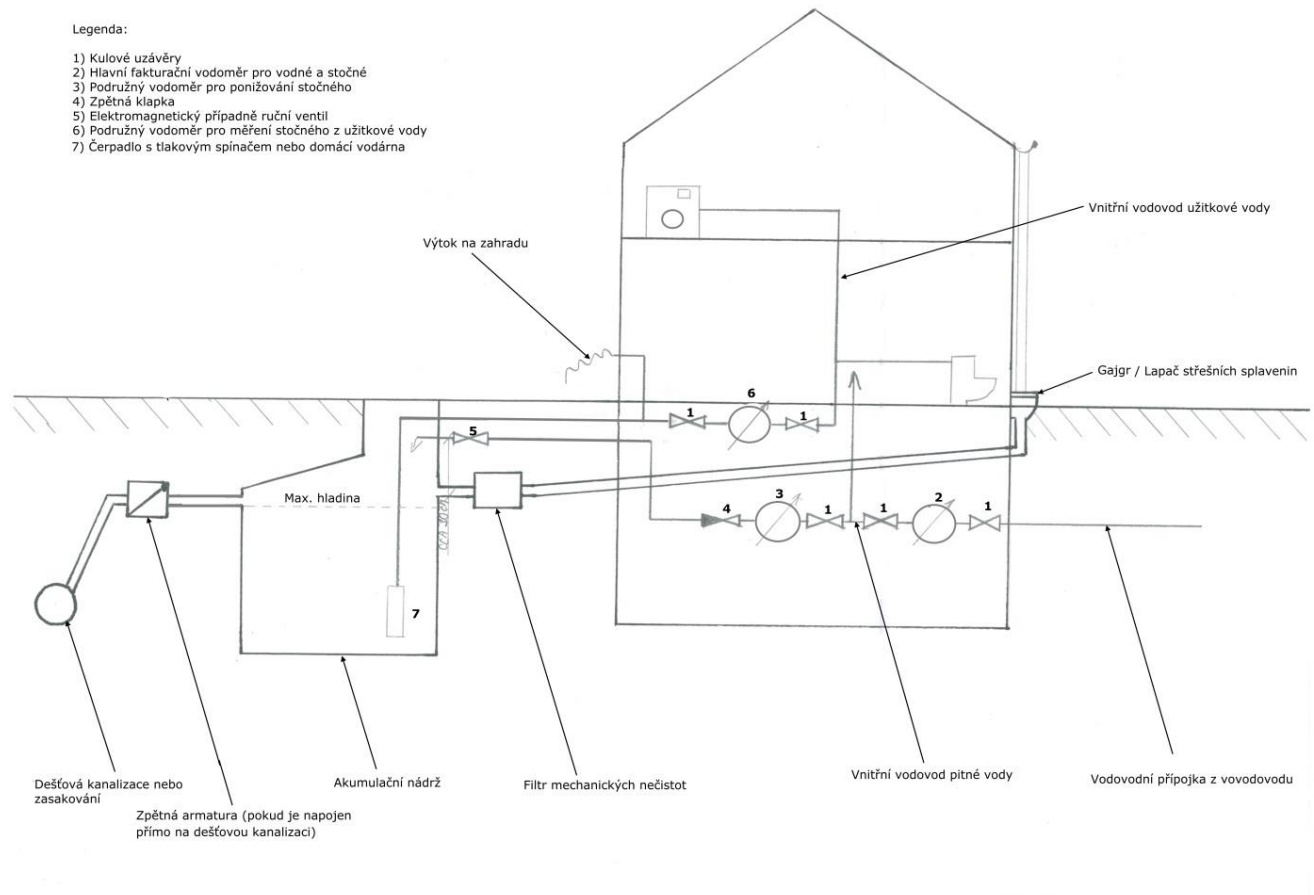 Legenda:
1) Kulové uzávěry
2) Hlavní fakturační vodoměr pro vodné a stočné
3) Podružný vodoměr pro ponižování stočného
4) Zpětná klapka
5) Elektromagnetický případně ruční ventil
6) Podružný vodoměr pro měření stočného z užitkové vody
7) Čerpadlo s tlakovým spínačem nebo domácí vodárna
Vnitřní vodovod užitkové vody
Výtok na zahradu
Gajgr / Lapač střešních splavenin
6
1
1
5
Max. hladina
4
3
1
1
2
1
7
Dešťová kanalizace nebo
zasakování
Zpětná armatura (pokud je napojen
přímo na dešťovou kanalizaci)
Akumulační nádrž
Filtr mechanických nečistot
Vnitřní vodovod pitné vody
Vodovodní přípojka z vovodovodu